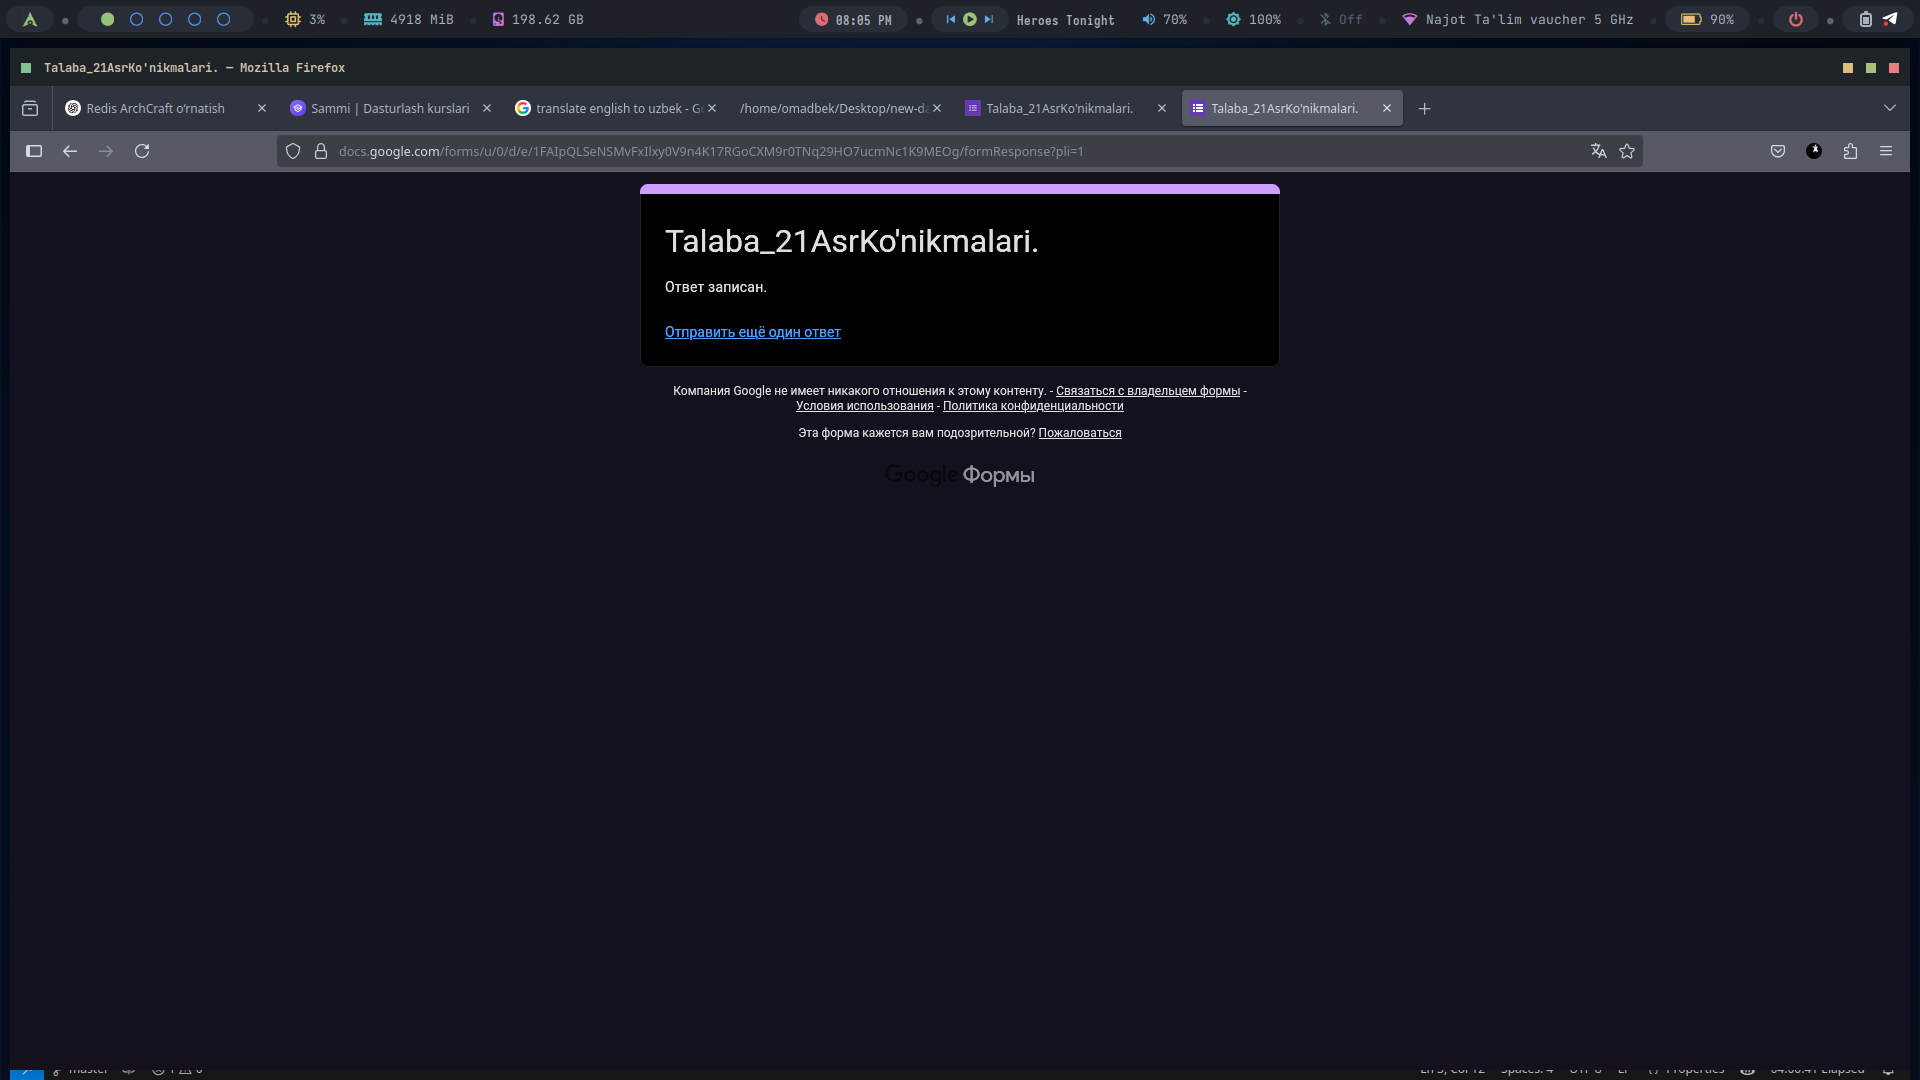 3%
4918 MiB
198.62 GB
08:05 PM
Heroes Tonight
70%
100%
Off
Najot Ta'lim vaucher 5 GHz
90%
Talaba_21AsrKo'nikmalari. — Mozilla Firefox
Redis ArchCraft o'rnatish
Sammi | Dasturlash kurslari
translate english to uzbek - Go
/home/omadbek/Desktop/new-da
Talaba_21AsrKo'nikmalari.
Talaba_21AsrKo'nikmalari.
docs.google.com/forms/u/0/d/e/1FAIpQLSeNSMvFxIlxy0V9n4K17RGoCXM9r0TNq29HO7ucmNc1K9MEOg/formResponse?pli=1
Talaba_21AsrKo'nikmalari.
Ответ записан.
Отправить ещё один ответ
Компания Google не имеет никакого отношения к этому контенту. - Связаться с владельцем формы -
Условия использования - Политика конфиденциальности
Эта форма кажется вам подозрительной? Пожаловаться
Google Формы
master
Properties